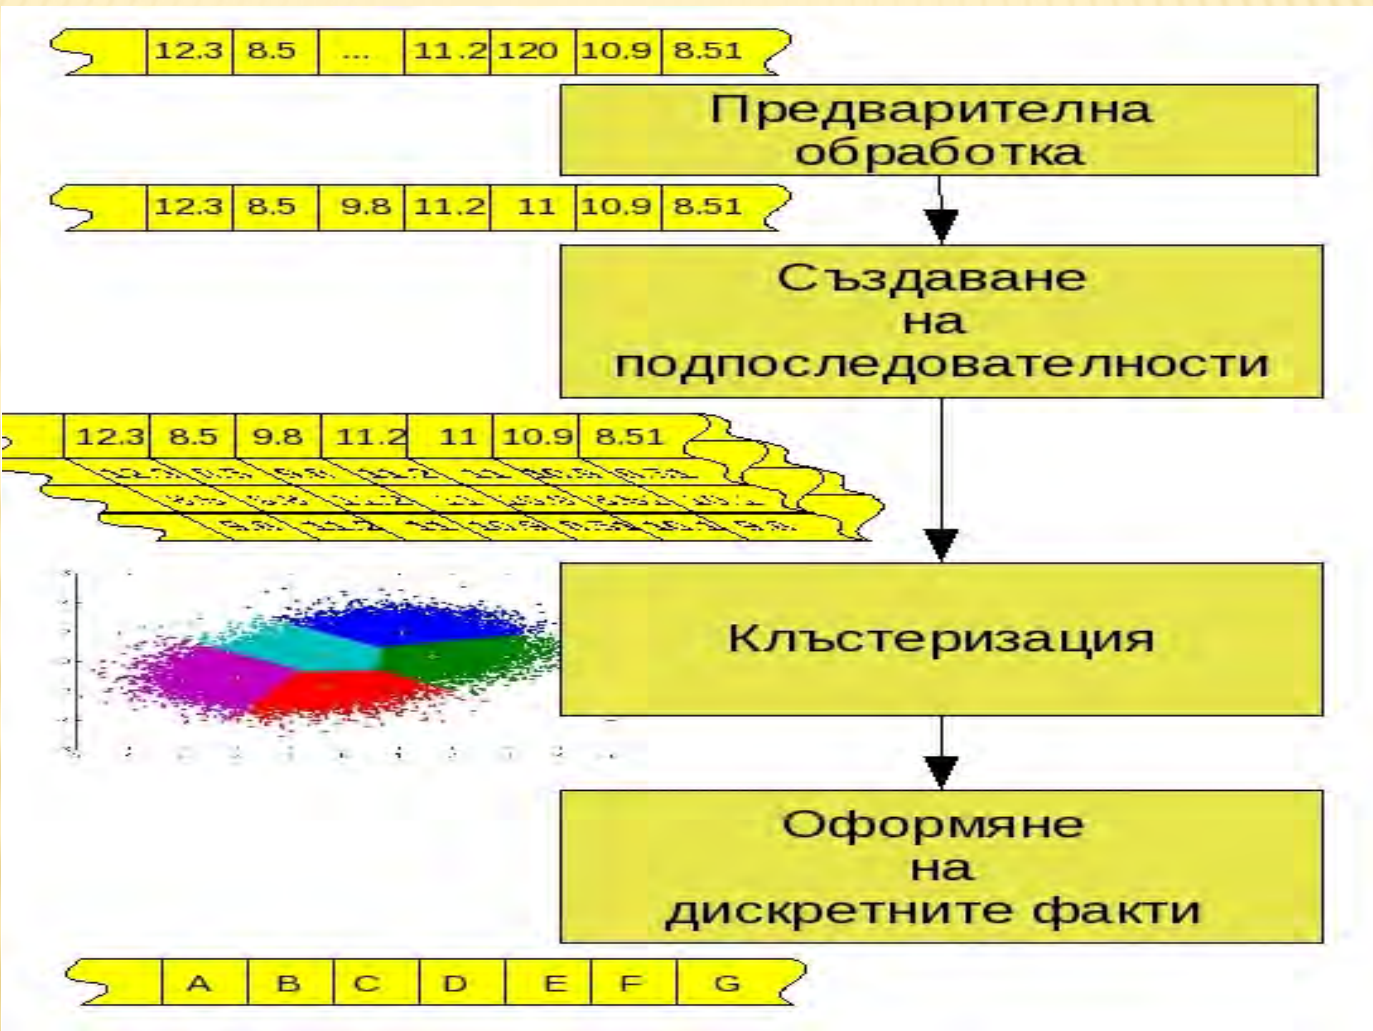 12.3 8.5 ... 11.2 120 10.9 8.51
Предварителна
обработка
12.3 8.5 9.8 11.2 11 10.9 8.51
Създаване
на
подпоследователности
12.3 8.5 9.8 11.2 11 10.9 8.51
Клъстеризация
Оформяне
на
дискретните факти
A B C D E F G